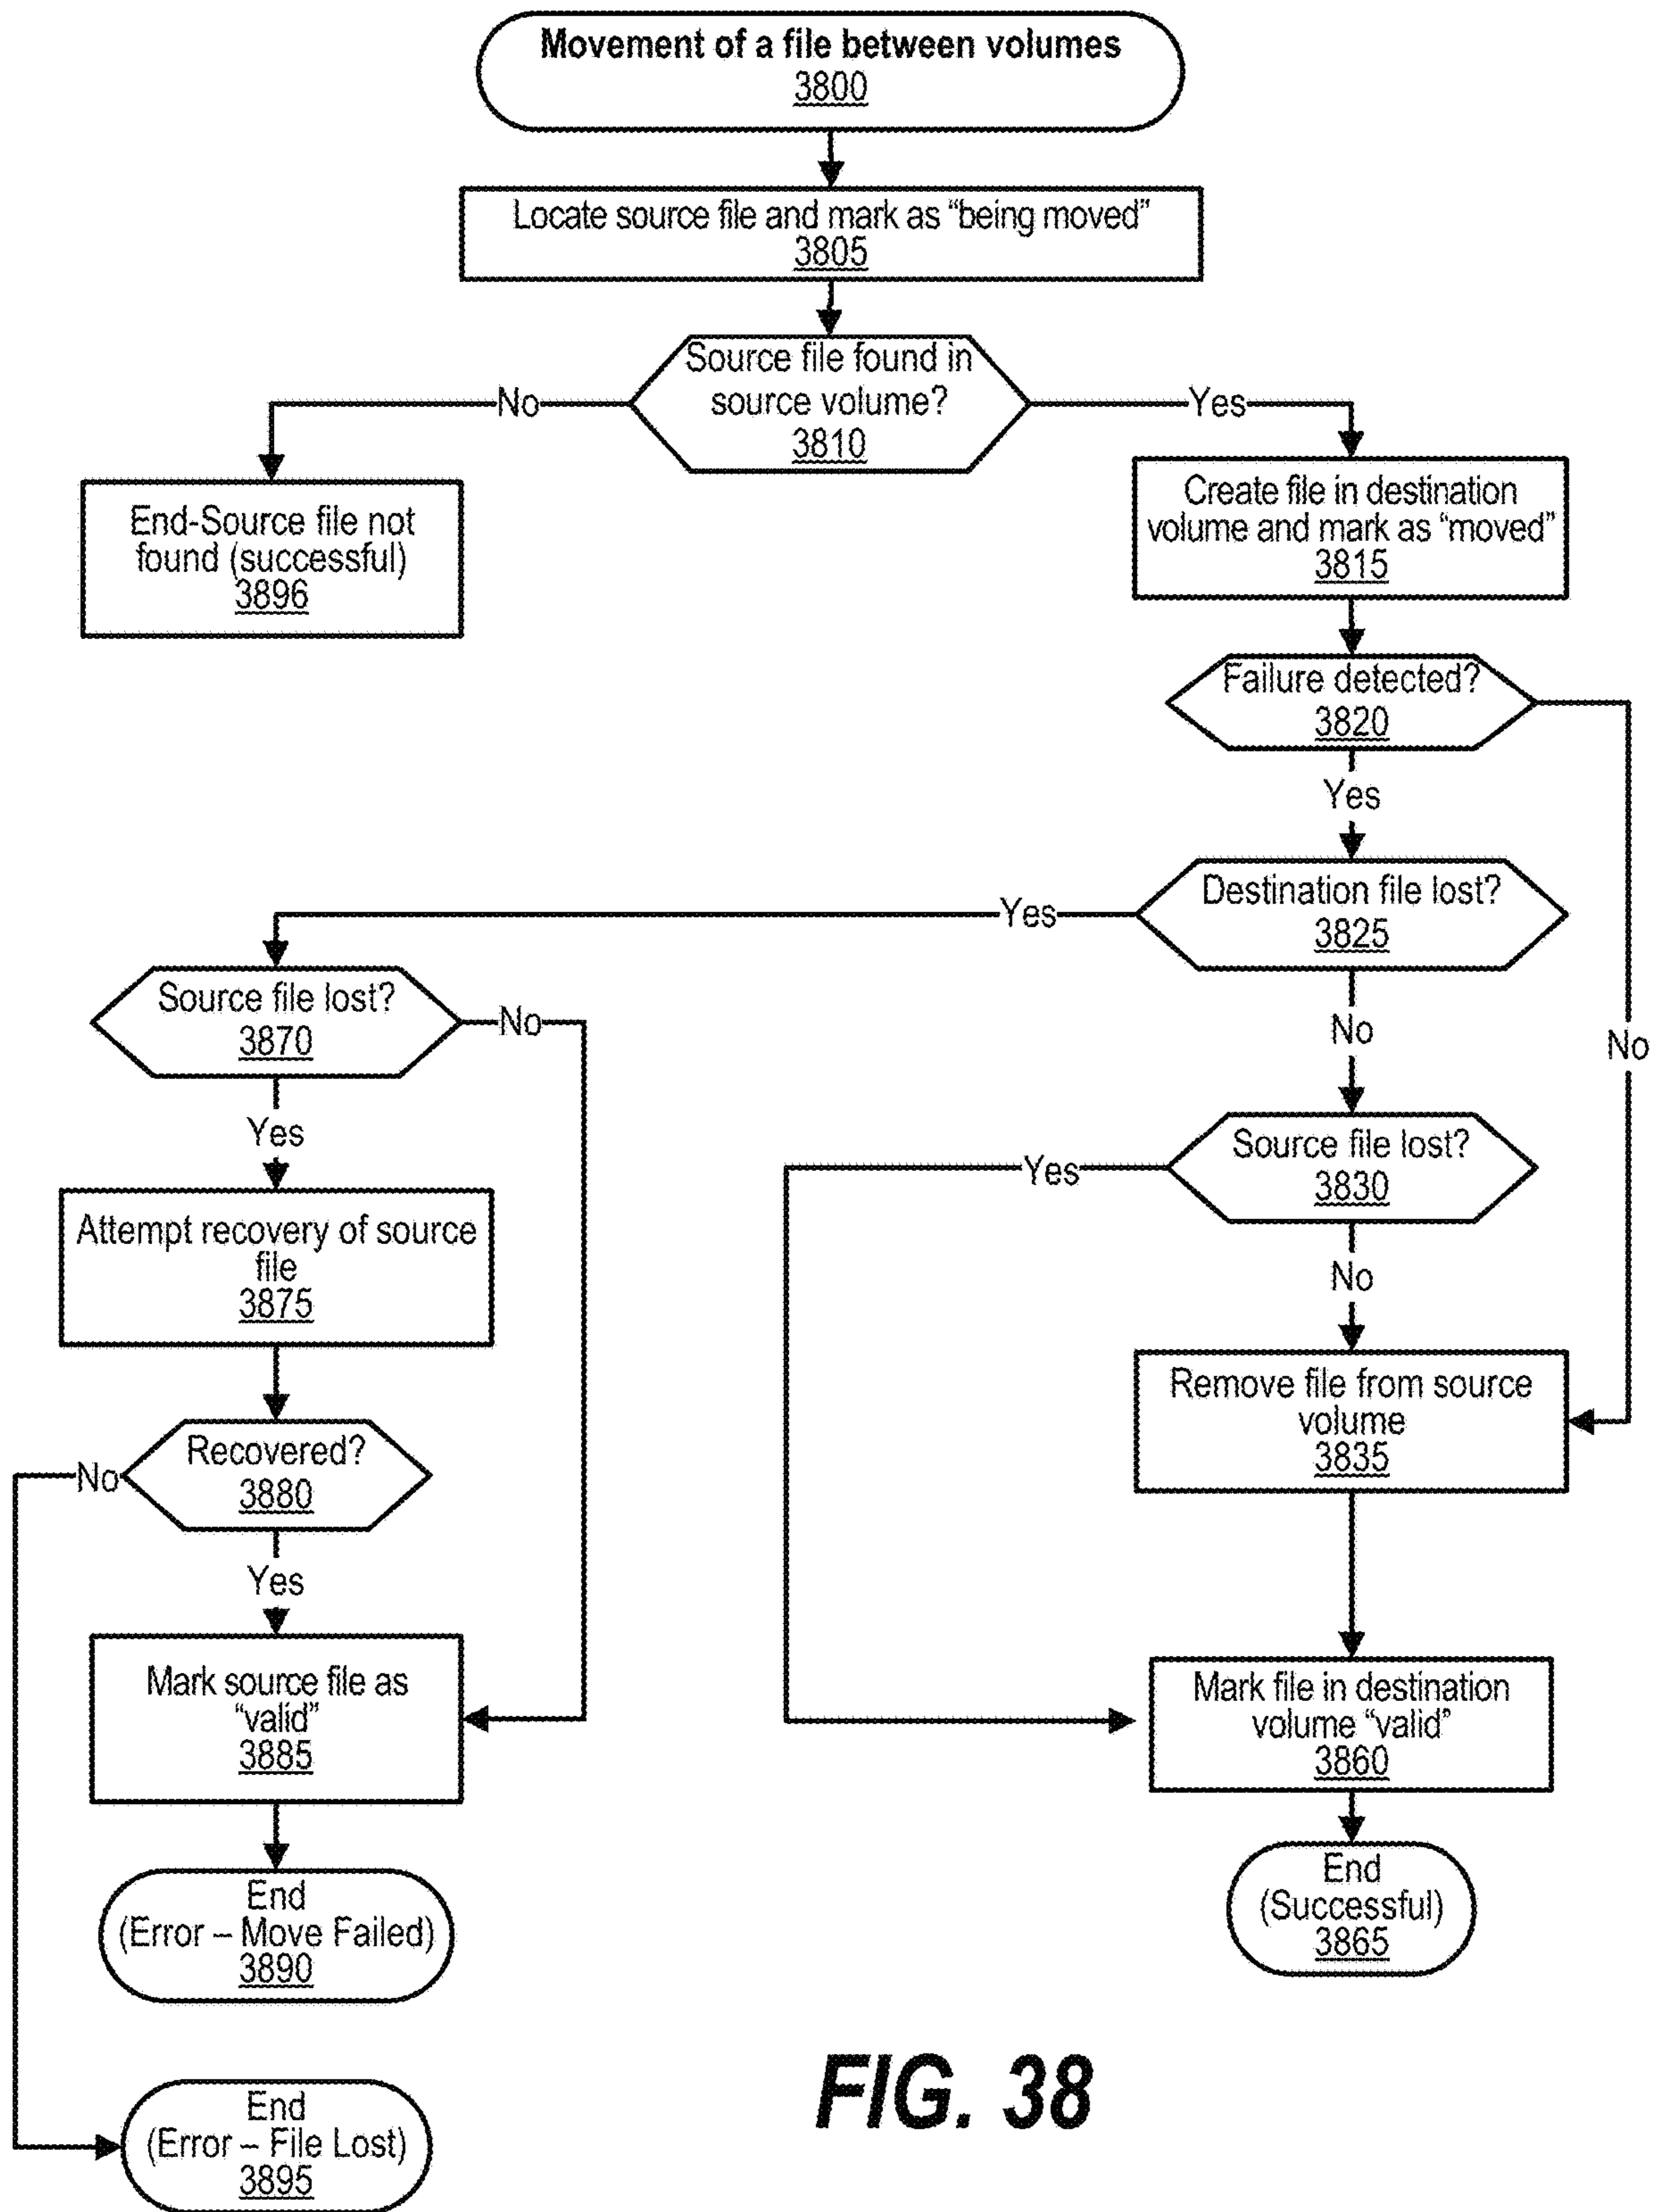 Movement of a file between volumes
3800
Locate source file and mark as “being moved”
3805
Source file found in
source volume?
3810
No
Yes
End-Source file not
found (successful)
3896
Create file in destination
volume and mark as “moved”
3815
Failure detected?
3820
Yes
No
Destination file lost?
3825
Yes
No
Source file lost?
3870
No
Yes
Source file lost?
3830
Yes
No
Attempt recovery of source
file
3875
Remove file from source
volume
3835
Recovered?
3880
No
Yes
Mark source file as
“valid”
3885
Mark file in destination
volume “valid”
3860
End
(Error – Move Failed)
3890
End
(Successful)
3865
End
(Error – File Lost)
3895
FIG. 38